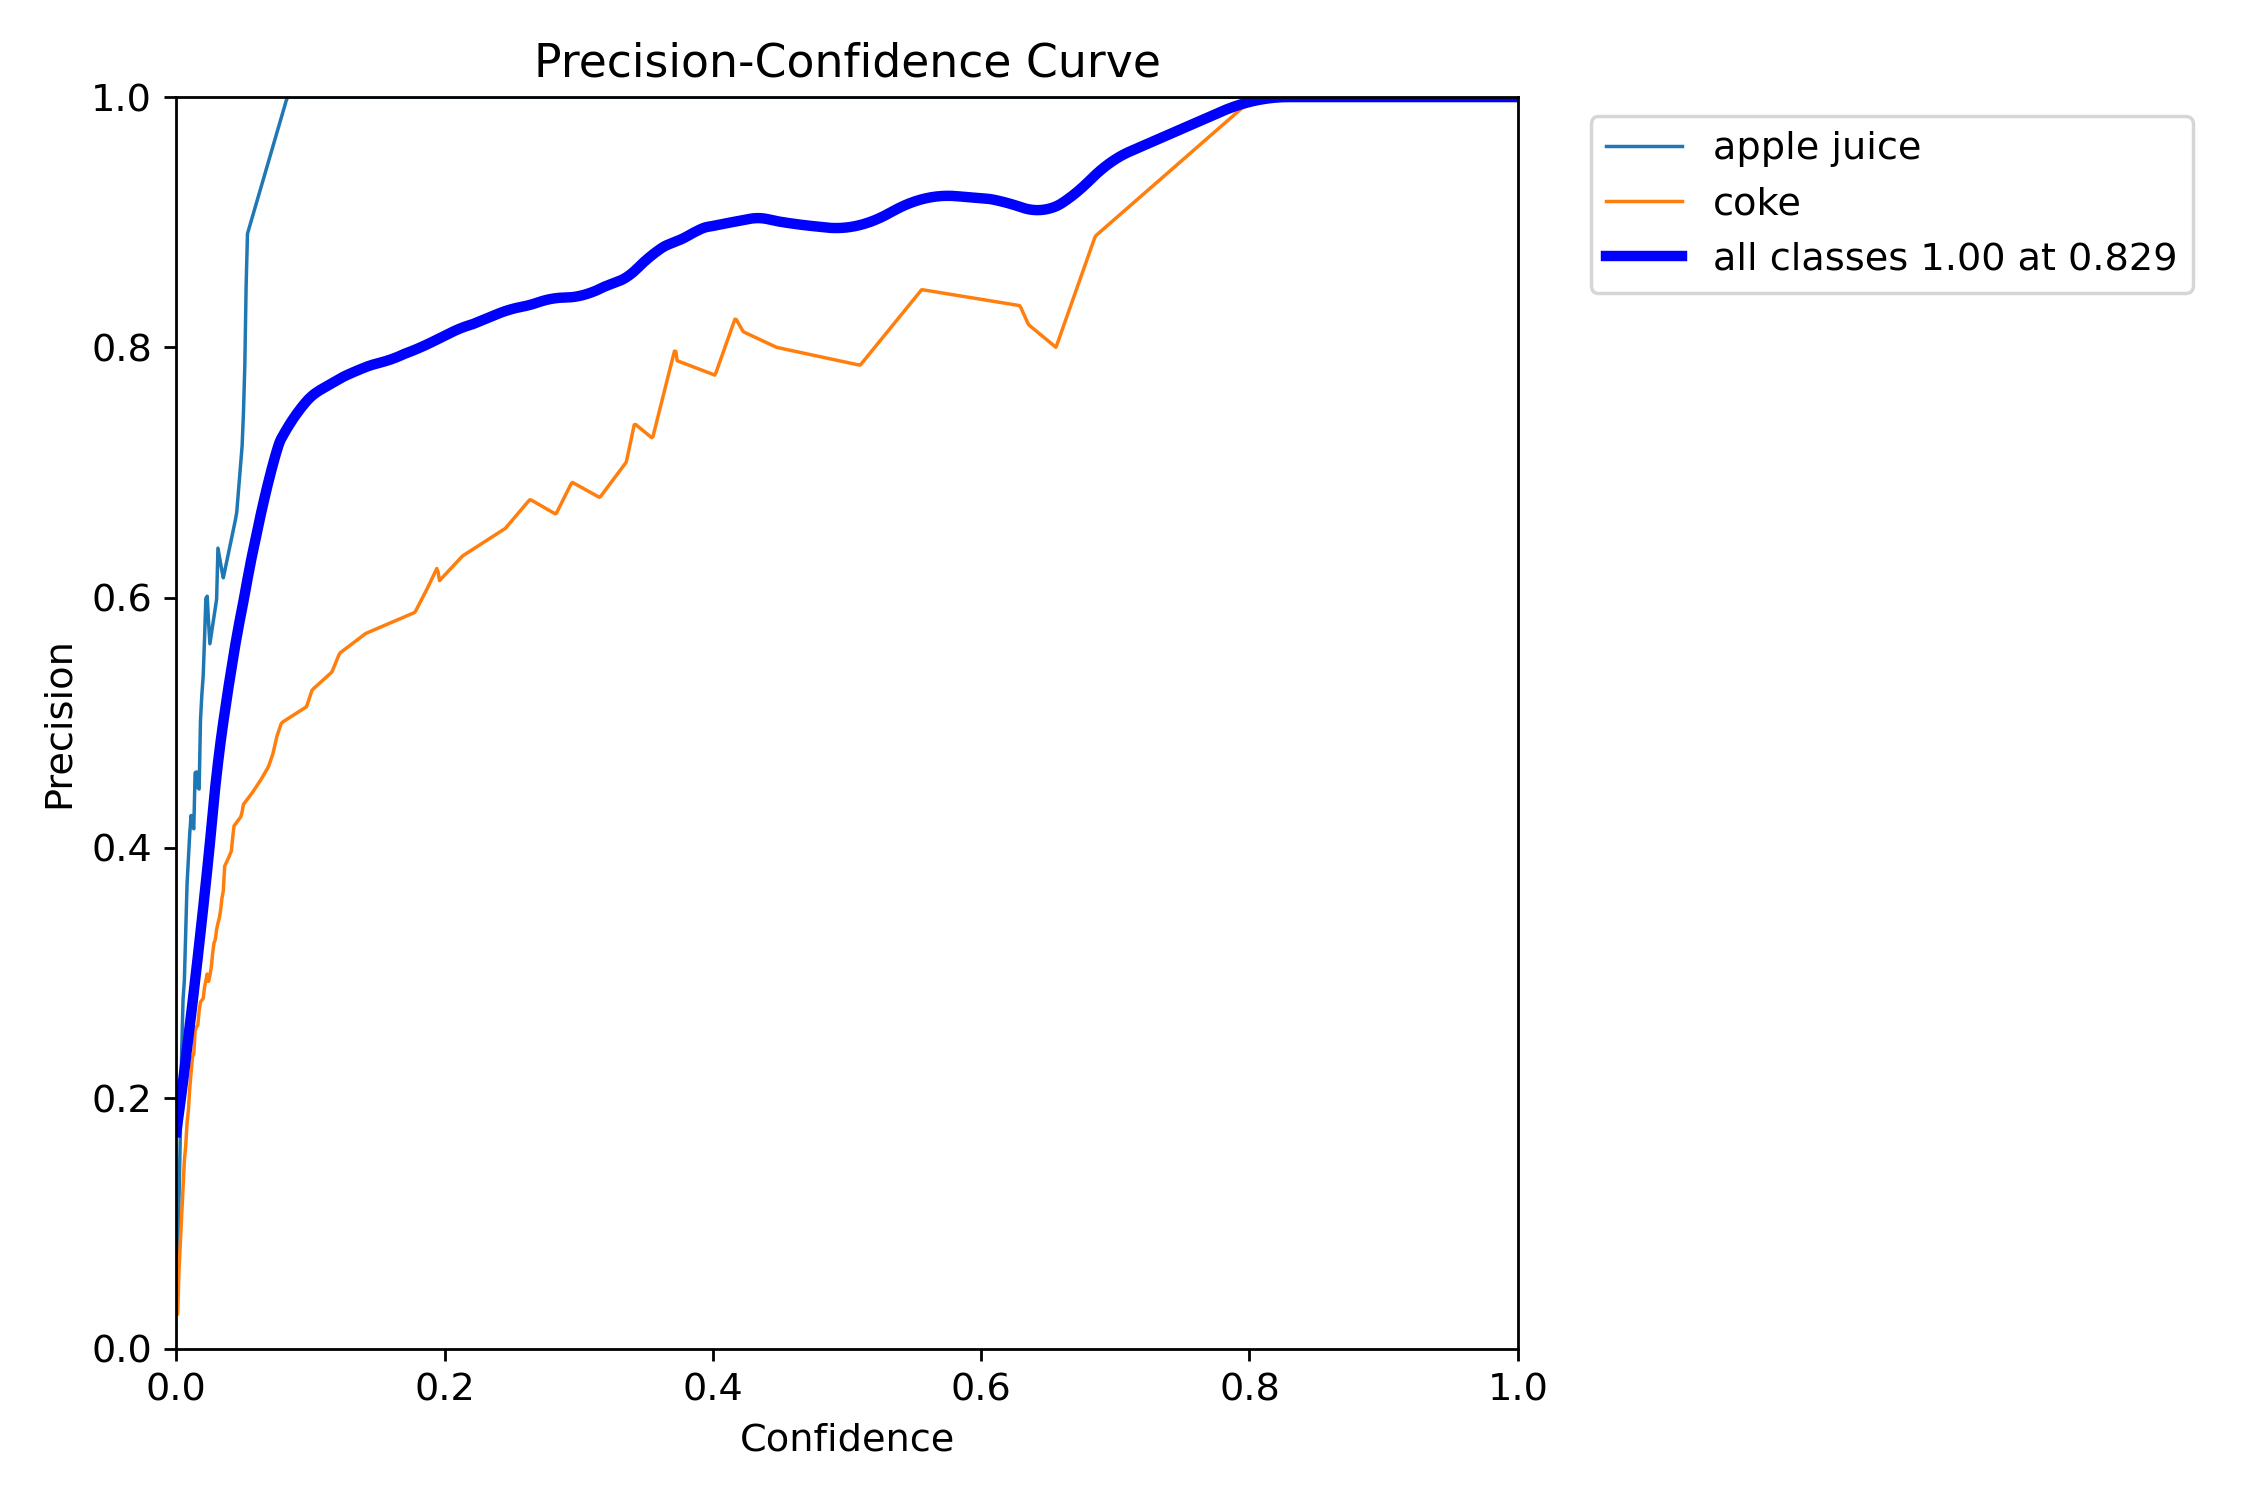 Precision-Confidence Curve
1.0
0.8
0.6
0.4
0.2
0.0
Precision
0.0 0.2 0.4 0.6 0.8 1.0
Confidence
apple juice
coke
all classes 1.00 at 0.829